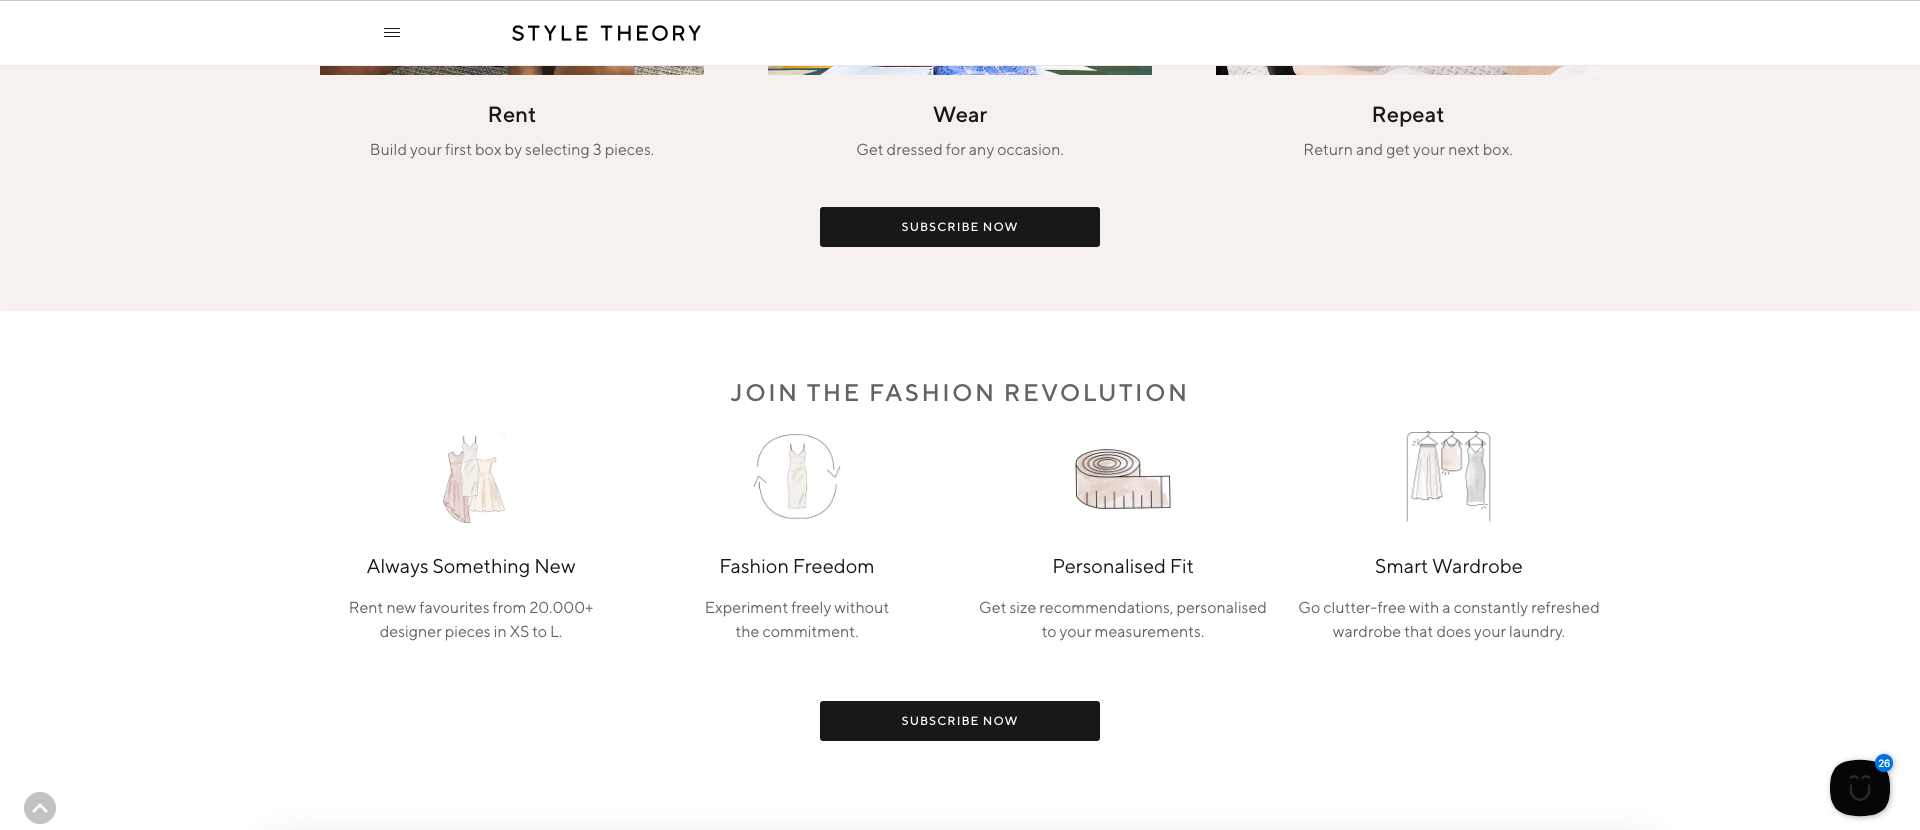 STYLE THEORY
Rent
Build your first box by selecting 3 pieces.
Wear
Get dressed for any occasion.
Repeat
Return and get your next box.
SUBSCRIBE NOW
JOIN THE FASHION REVOLUTION
Always Something New
Rent new favourites from 20.000+
designer pieces in XS to L.
Fashion Freedom
Experiment freely without
the commitment.
Personalised Fit
Get size recommendations, personalised
to your measurements.
Smart Wardrobe
Go clutter-free with a constantly refreshed
wardrobe that does your laundry.
SUBSCRIBE NOW
26